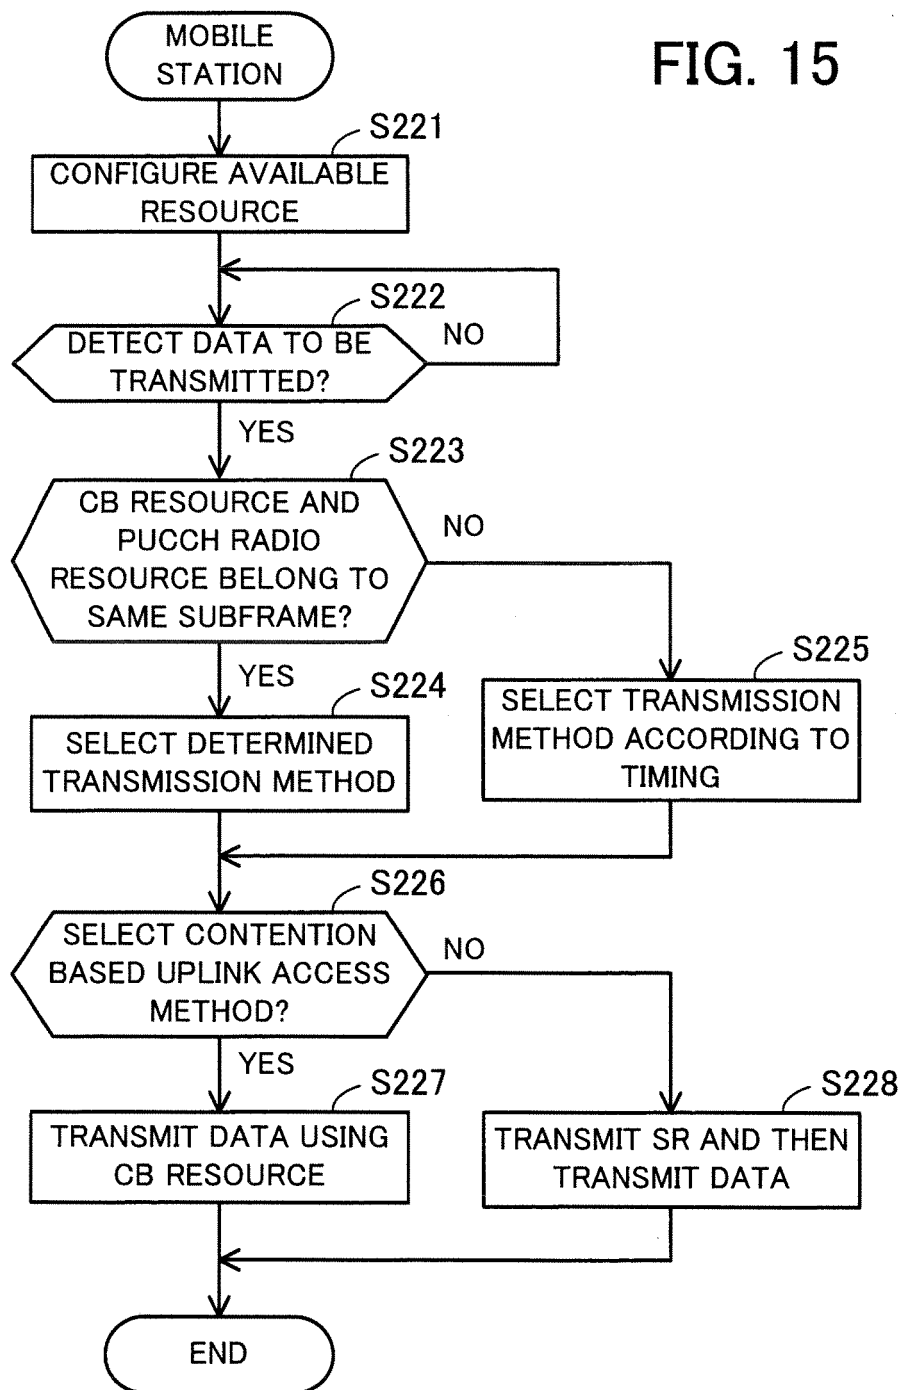 MOBILE
STATION
FIG. 15
S221
CONFIGURE AVAILABLE
RESOURCE
S222
DETECT DATA TO BE
TRANSMITTED?
NO
YES
S223
CB RESOURCE AND
PUCCH RADIO
RESOURCE BELONG TO
SAME SUBFRAME?
NO
YES
S224
SELECT DETERMINED
TRANSMISSION METHOD
S225
SELECT TRANSMISSION
METHOD ACCORDING TO
TIMING
S226
SELECT CONTENTION
BASED UPLINK ACCESS
METHOD?
NO
YES
S227
TRANSMIT DATA USING
CB RESOURCE
S228
TRANSMIT SR AND THEN
TRANSMIT DATA
END